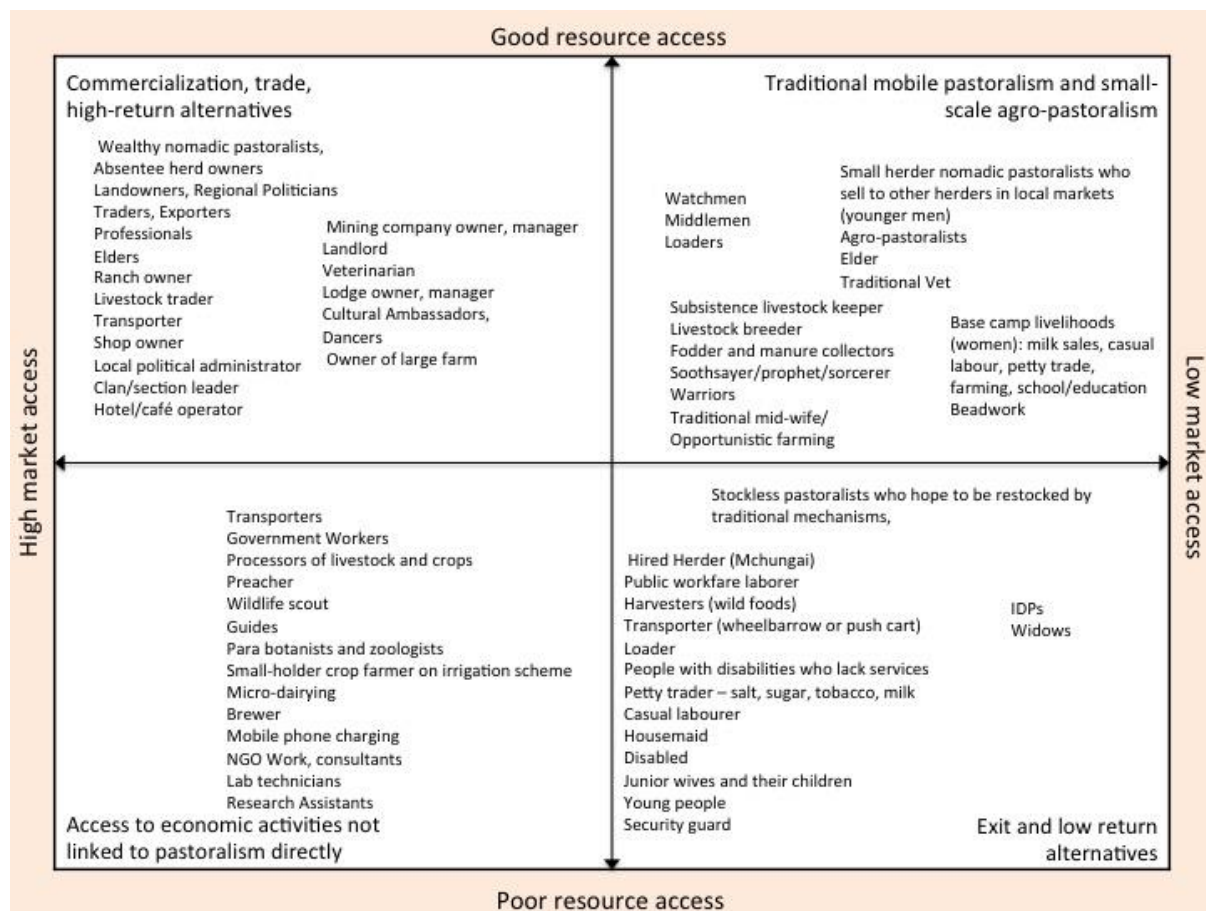 Good resource access
Commercialization, trade,
high-return alternatives
Wealthy nomadic pastoralists,
Absentee herd owners
Landowners, Regional Politicians
Traders, Exporters
Professionals
Elders
Ranch owner
Livestock trader
Transporter
Shop owner
Local political administrator
Clan/section leader
Hotel/café operator
Mining company owner, manager
Landlord
Veterinarian
Lodge owner, manager
Cultural Ambassadors,
Dancers
Owner of large farm
Traditional mobile pastoralism and small-
scale agro-pastoralism
Watchmen
Middlemen
Loaders
Small herder nomadic pastoralists who
sell to other herders in local markets
(younger men)
Agro-pastoralists
Elder
Traditional Vet
Subsistence livestock keeper
Livestock breeder
Fodder and manure collectors
Soothsayer/prophet/sorcerer
Warriors
Traditional mid-wife/
Opportunistic farming
Base camp livelihoods
(women): milk sales, casual
labour, petty trade,
farming, school/education
Beadwork
High market access
Low market access
Transporters
Government Workers
Processors of livestock and crops
Preacher
Wildlife scout
Guides
Para botanists and zoologists
Small-holder crop farmer on irrigation scheme
Micro-dairying
Brewer
Mobile phone charging
NGO Work, consultants
Lab technicians
Research Assistants
Access to economic activities not
linked to pastoralism directly
Stockless pastoralists who hope to be restocked by
traditional mechanisms,
Hired Herder (Mchungai)
Public workfare laborer
Harvesters (wild foods)
Transporter (wheelbarrow or push cart)
Loader
People with disabilities who lack services
Petty trader – salt, sugar, tobacco, milk
Casual labourer
Housemaid
Disabled
Junior wives and their children
Young people
Security guard
IDPs
Widows
Exit and low return
alternatives
Poor resource access